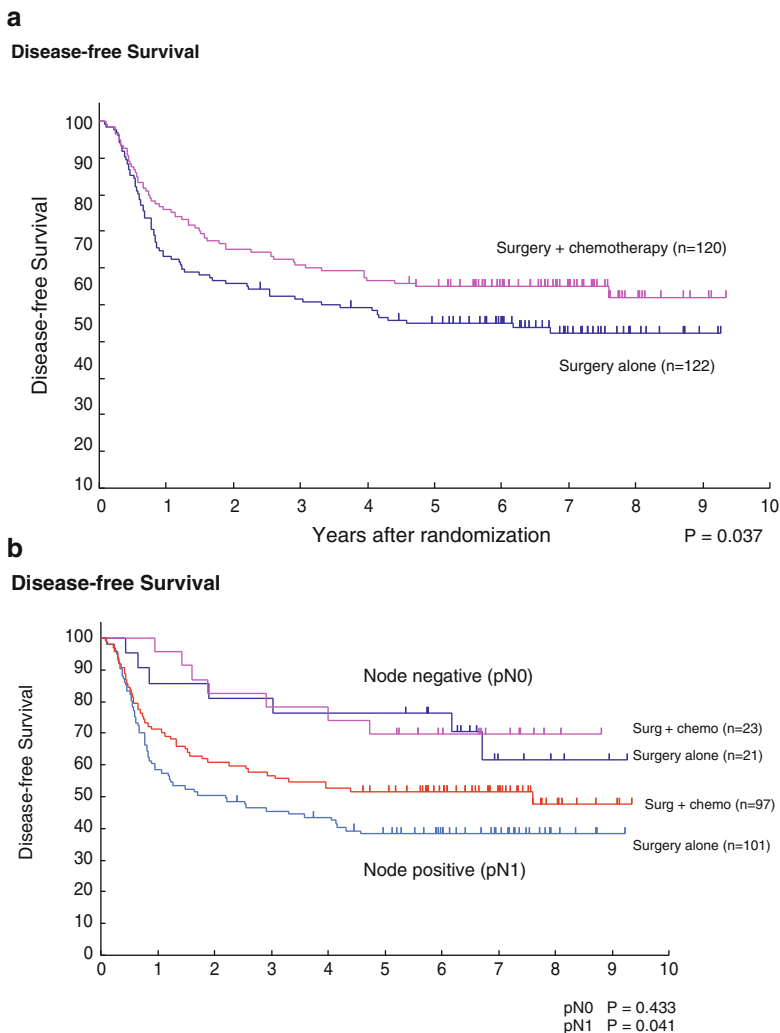 a
Disease-free Survival
100
90
80
70
60
50
40
30
20
10
Disease-free Survival
Surgery + chemotherapy (n=120)
Surgery alone (n=122)
0 1 2 3 4 5 6 7 8 9 10
Years after randomization
P = 0.037
b
Disease-free Survival
100
90
80
70
60
50
40
30
20
10
0
Disease-free Survival
Node negative (pN0)
Surg + chemo (n=23)
Surgery alone (n=21)
Surg + chemo (n=97)
Surgery alone (n=101)
Node positive (pN1)
0 1 2 3 4 5 6 7 8 9 10
pN0 P = 0.433
pN1 P = 0.041